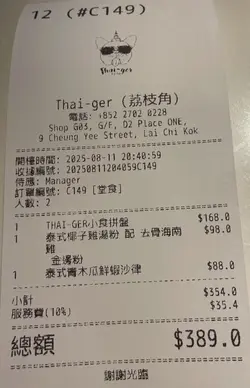 12 (#C149)
Thai-ger
Thai-ger (荔枝角)
電話: +852 2702 0228
Shop G03, G/F, D2 Place ONE,
9 Cheung Yee Street, Lai Chi Kok
開檯時間: 2025-08-11 20:40:59
收據編號: 20250811204059C149
侍應: Manager
訂單編號: C149 [堂食]
人數: 2
1 THAI-GER小食拼盤 $168.0
1 泰式椰子雞湯粉 配 去骨海南 $98.0
雞
金邊粉
1 泰式青木瓜鮮蝦沙律 $88.0
小計 $354.0
服務費(10%) $35.4
總額 $389.0
謝謝光臨